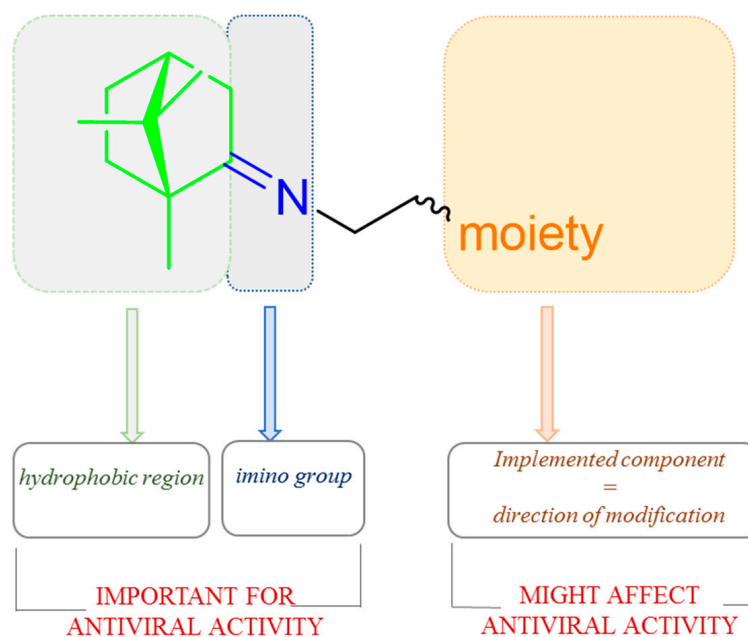 N
moiety
hydrophobic region
imino group
Implemented component
=
direction of modification
IMPORTANT FOR
ANTIVIRAL ACTIVITY
MIGHT AFFECT
ANTIVIRAL ACTIVITY